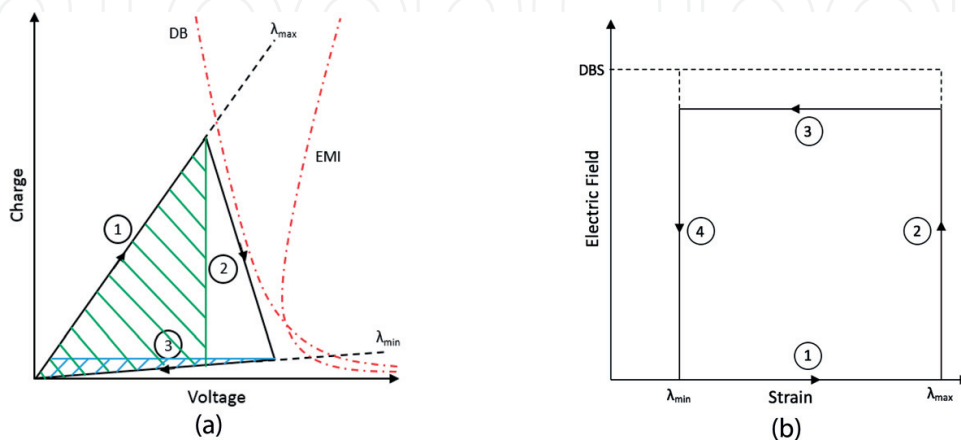 DB
λmax
EMI
Charge
1
2
3
λmin
Voltage
(a)
DBS
3
Electric Field
4
2
1
λmin
Strain
λmax
(b)